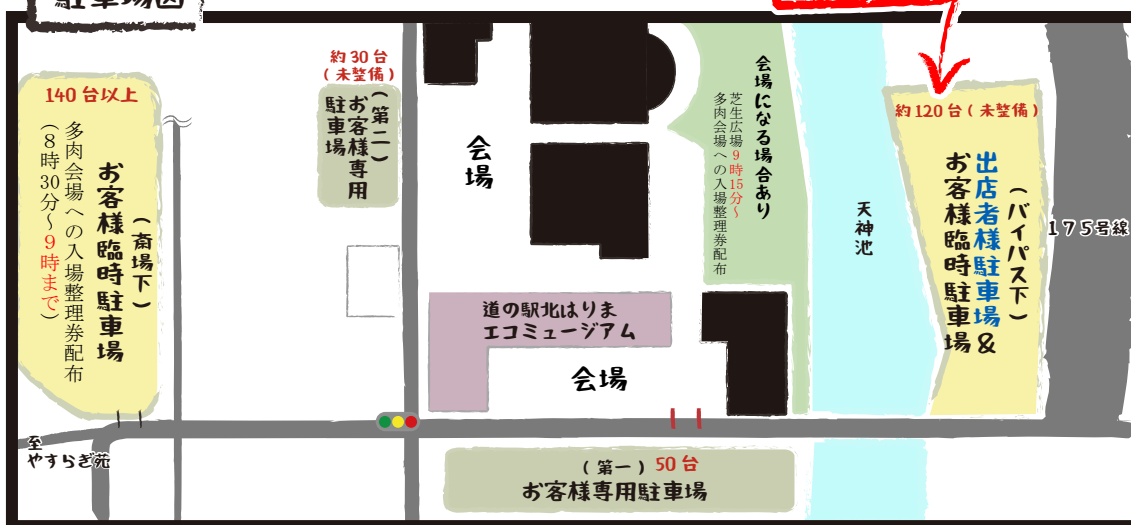 駐車場図
140台以上
(斎場下)
お客様臨時駐車場
多肉会場への入場整理券配布
(8時30分〜9時まで)
至
やすらぎ苑
約30台
(未整備)
(第二)
お客様専用
駐車場
会場
道の駅北はりま
エコミュージアム
会場
会場になる場合あり
芝生広場9時15分〜
多肉会場への入場整理券配布
天神池
約120台(未整備)
(バイパス下)
出店者様駐車場&
お客様臨時駐車場
175号線
(第一)50台
お客様専用駐車場